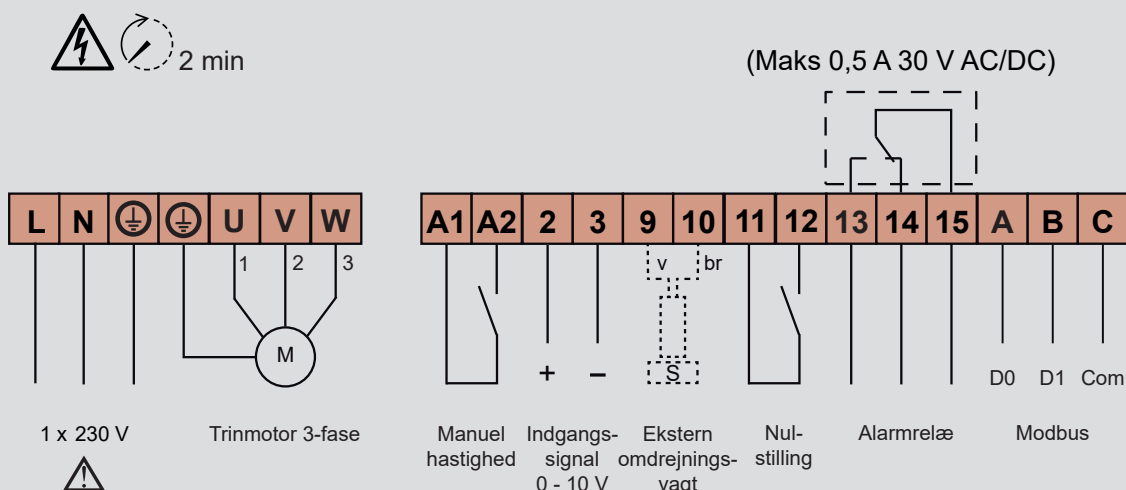 2 min
(Maks 0,5 A 30 V AC/DC)
L N U V W
A1 A2 2 3 9 10 11 12 13 14 15 A B C
1 2 3
v br
M
+ –
S
D0 D1 Com
1 x 230 V
Trinmotor 3-fase
Manuel
hastighed
Indgangs-
signal
0 - 10 V
Ekstern
omdrejnings-
vagt
Nul-
stilling
Alarmrelæ
Modbus